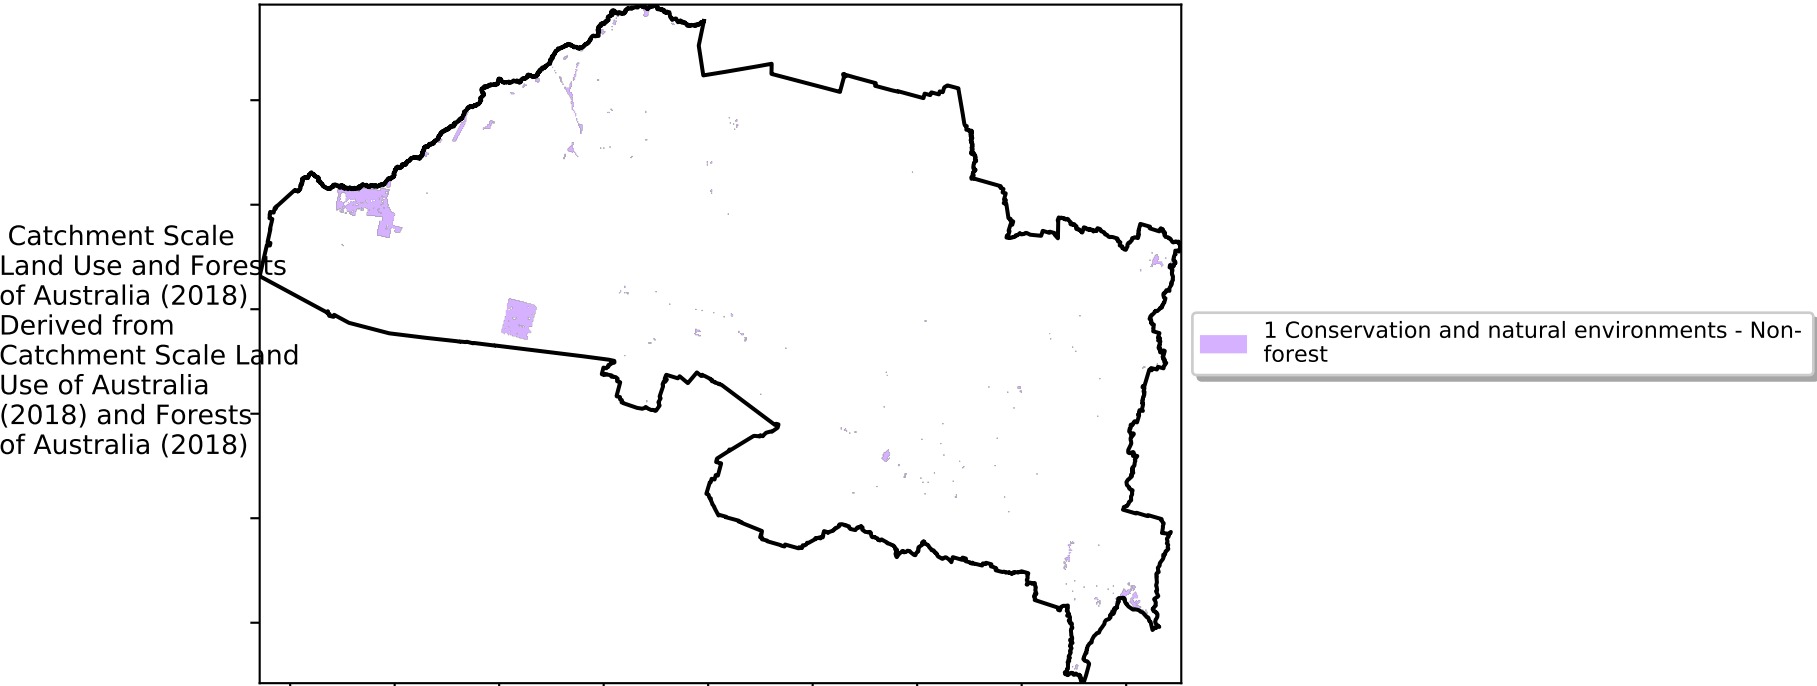 Catchment Scale
Land Use and Forests
of Australia (2018)
Derived from
Catchment Scale Land
Use of Australia
(2018) and Forests
of Australia (2018)
1 Conservation and natural environments - Non-
forest